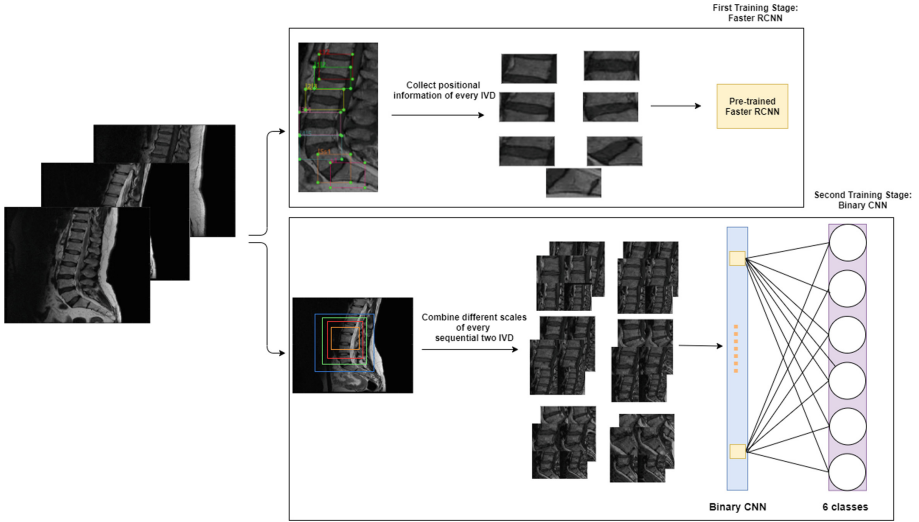 First Training Stage:
Faster RCNN
Collect positional
information of every IVD
Pre-trained
Faster RCNN
Second Training Stage:
Binary CNN
Combine different scales
of every
sequential two IVD
Binary CNN
6 classes